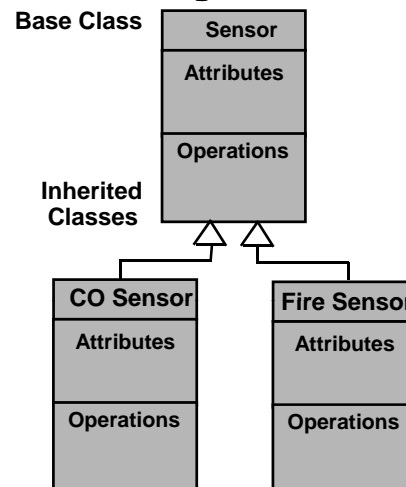 Base Class
Sensor
Attributes
Operations
Inherited
Classes
CO Sensor
Attributes
Operations
Fire Sensor
Attributes
Operations